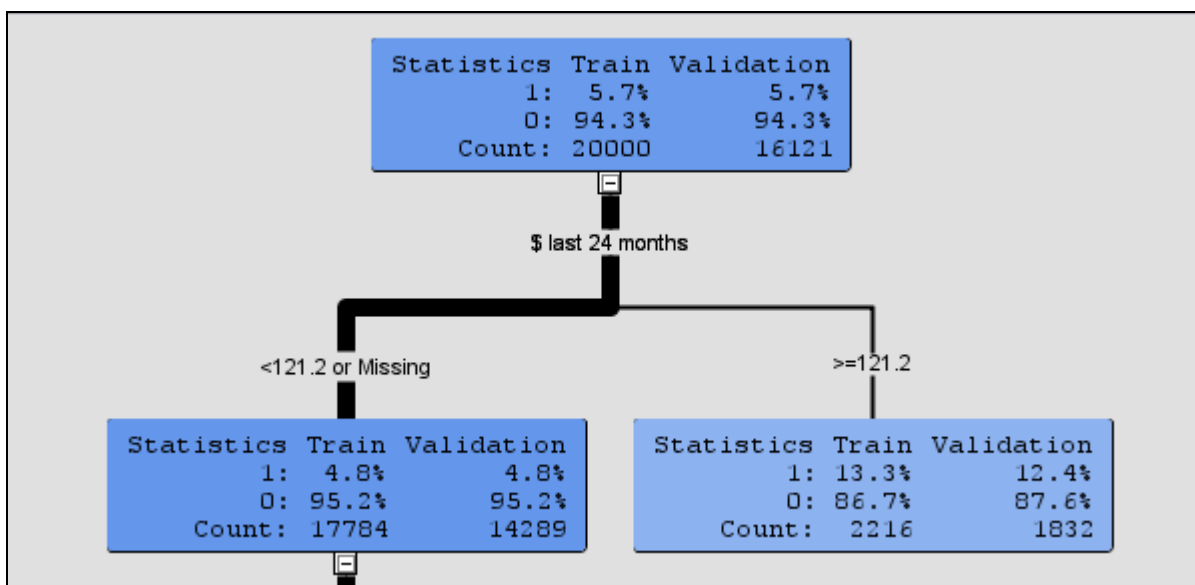 Statistics Train Validation
1: 5.7% 5.7%
0: 94.3% 94.3%
Count: 20000 16121
$ last 24 months
<121.2 or Missing
>=121.2
Statistics Train Validation
1: 4.8% 4.8%
0: 95.2% 95.2%
Count: 17784 14289
Statistics Train Validation
1: 13.3% 12.4%
0: 86.7% 87.6%
Count: 2216 1832